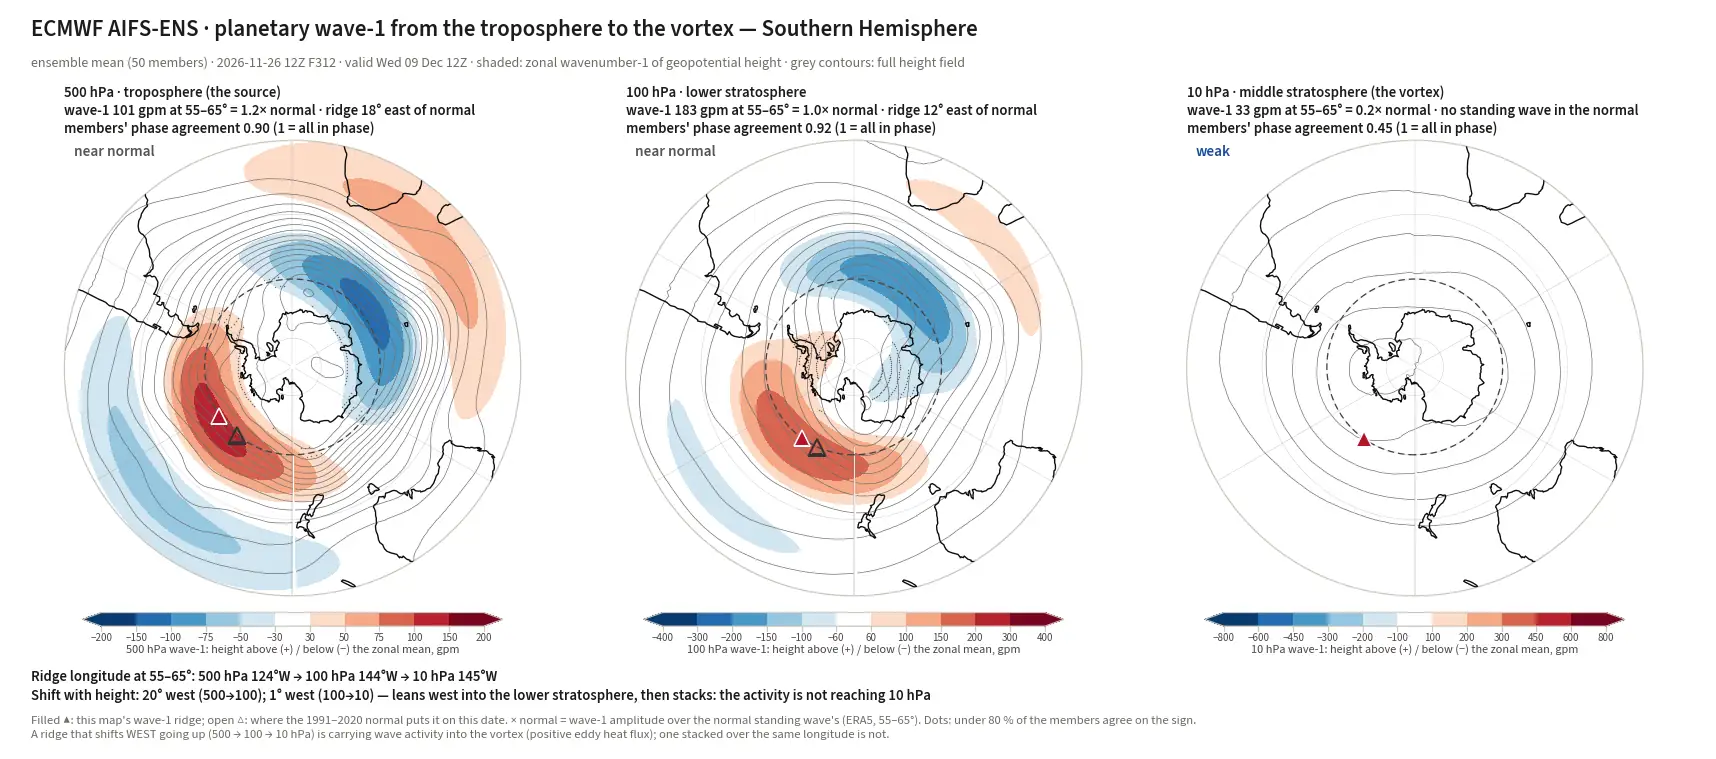 ECMWF AIFS-ENS · planetary wave-1 from the troposphere to the vortex — Southern Hemisphere
ensemble mean (50 members) · 2026-11-26 12Z F312 · valid Wed 09 Dec 12Z · shaded: zonal wavenumber-1 of geopotential height · grey contours: full height field
500 hPa · troposphere (the source)
wave-1 101 gpm at 55–65° = 1.2× normal · ridge 18° east of normal
members' phase agreement 0.90 (1 = all in phase)
near normal
100 hPa · lower stratosphere
wave-1 183 gpm at 55–65° = 1.0× normal · ridge 12° east of normal
members' phase agreement 0.92 (1 = all in phase)
near normal
10 hPa · middle stratosphere (the vortex)
wave-1 33 gpm at 55–65° = 0.2× normal · no standing wave in the normal
members' phase agreement 0.45 (1 = all in phase)
weak
−200 −150 −100 −75 −50 −30 30 50 75 100 150 200
500 hPa wave-1: height above (+) / below (−) the zonal mean, gpm
−400 −300 −200 −150 −100 −60 60 100 150 200 300 400
100 hPa wave-1: height above (+) / below (−) the zonal mean, gpm
−800 −600 −450 −300 −200 −100 100 200 300 450 600 800
10 hPa wave-1: height above (+) / below (−) the zonal mean, gpm
Ridge longitude at 55–65°: 500 hPa 124°W → 100 hPa 144°W → 10 hPa 145°W
Shift with height: 20° west (500→100); 1° west (100→10) — leans west into the lower stratosphere, then stacks: the activity is not reaching 10 hPa
Filled ▲: this map's wave-1 ridge; open △: where the 1991–2020 normal puts it on this date. × normal = wave-1 amplitude over the normal standing wave's (ERA5, 55–65°). Dots: under 80 % of the members agree on the sign.
A ridge that shifts WEST going up (500 → 100 → 10 hPa) is carrying wave activity into the vortex (positive eddy heat flux); one stacked over the same longitude is not.